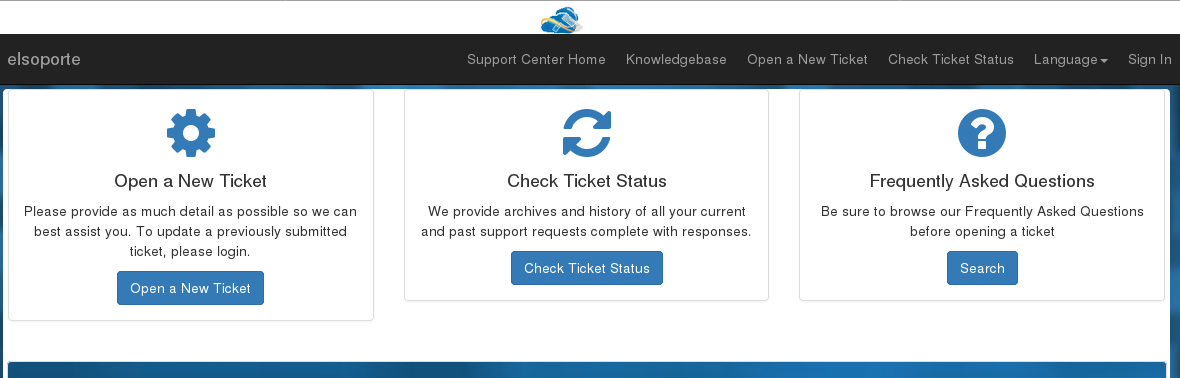 elsoporte
Support Center Home
Knowledgebase
Open a New Ticket
Check Ticket Status
Language
Sign In
Open a New Ticket
Please provide as much detail as possible so we can
best assist you. To update a previously submitted
ticket, please login.
Open a New Ticket
Check Ticket Status
We provide archives and history of all your current
and past support requests complete with responses.
Check Ticket Status
Frequently Asked Questions
Be sure to browse our Frequently Asked Questions
before opening a ticket
Search